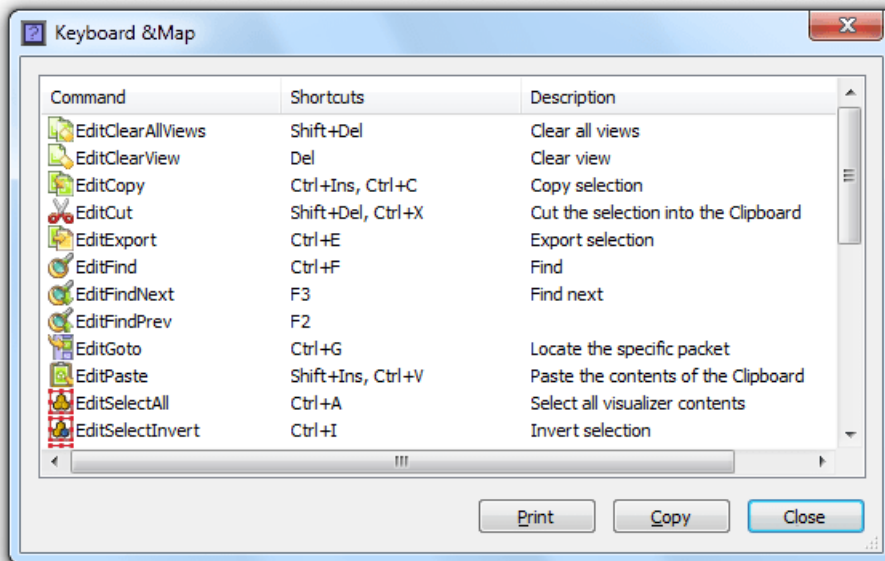 Keyboard &Map
Command Shortcuts Description
EditClearAllViews Shift+Del Clear all views
EditClearView Del Clear view
EditCopy Ctrl+Ins, Ctrl+C Copy selection
EditCut Shift+Del, Ctrl+X Cut the selection into the Clipboard
EditExport Ctrl+E Export selection
EditFind Ctrl+F Find
EditFindNext F3 Find next
EditFindPrev F2
EditGoto Ctrl+G Locate the specific packet
EditPaste Shift+Ins, Ctrl+V Paste the contents of the Clipboard
EditSelectAll Ctrl+A Select all visualizer contents
EditSelectInvert Ctrl+I Invert selection
Print Copy Close